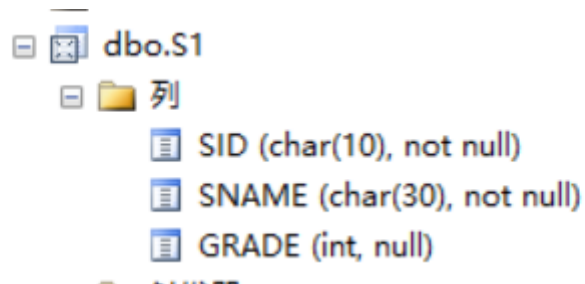 dbo.S1
列
SID (char(10), not null)
SNAME (char(30), not null)
GRADE (int, null)